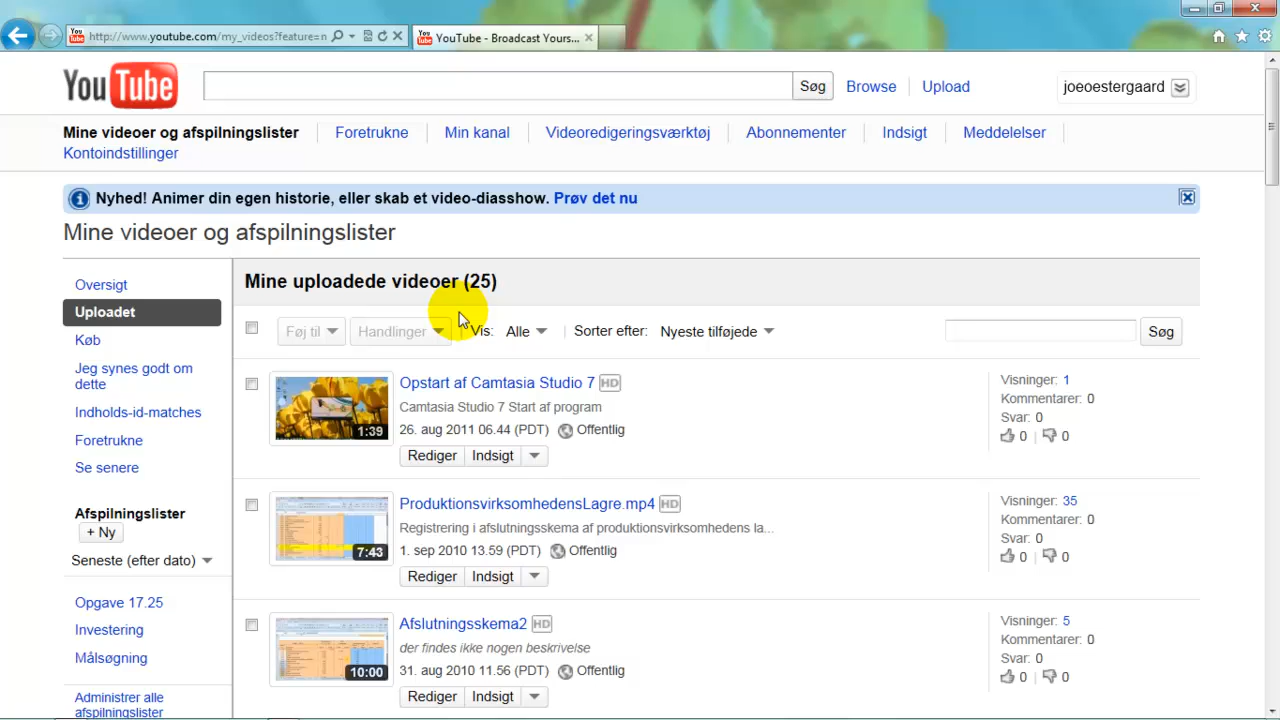 http://www.youtube.com/my_videos?feature=n
YouTube - Broadcast Yours...
YouTube
Søg
Browse
Upload
joeoestergaard
Mine videoer og afspilningslister
Foretrukne
Min kanal
Videoredigeringsværktøj
Abonnementer
Indsigt
Meddelelser
Kontoindstillinger
Nyhed! Animer din egen historie, eller skab et video-diasshow. Prøv det nu
Mine videoer og afspilningslister
Oversigt
Uploadet
Køb
Jeg synes godt om
dette
Indholds-id-matches
Foretrukne
Se senere
Afspilningslister
+ Ny
Seneste (efter dato)
Opgave 17.25
Investering
Målsøgning
Administrer alle
afspilningslister
Mine uploadede videoer (25)
Føj til
Handlinger
Vis: Alle
Sorter efter: Nyeste tilføjede
Søg
1:39
Opstart af Camtasia Studio 7 HD
Camtasia Studio 7 Start af program
26. aug 2011 06.44 (PDT) Offentlig
Rediger Indsigt
Visninger: 1
Kommentarer: 0
Svar: 0
0 0
7:43
ProduktionsvirksomhedensLagre.mp4 HD
Registrering i afslutningsskema af produktionsvirksomhedens la...
1. sep 2010 13.59 (PDT) Offentlig
Rediger Indsigt
Visninger: 35
Kommentarer: 0
Svar: 0
0 0
10:00
Afslutningsskema2 HD
der findes ikke nogen beskrivelse
31. aug 2010 11.56 (PDT) Offentlig
Rediger Indsigt
Visninger: 5
Kommentarer: 0
Svar: 0
0 0